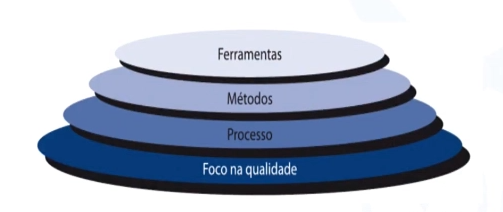 Ferramentas
Métodos
Processo
Foco na qualidade